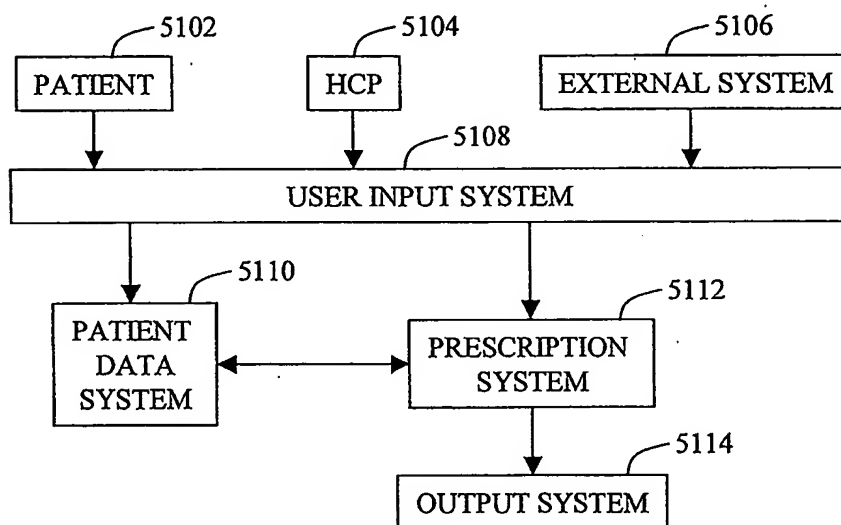 5102
5104
5106
PATIENT
HCP
EXTERNAL SYSTEM
5108
USER INPUT SYSTEM
5110
5112
PATIENT
DATA
SYSTEM
PRESCRIPTION
SYSTEM
5114
OUTPUT SYSTEM